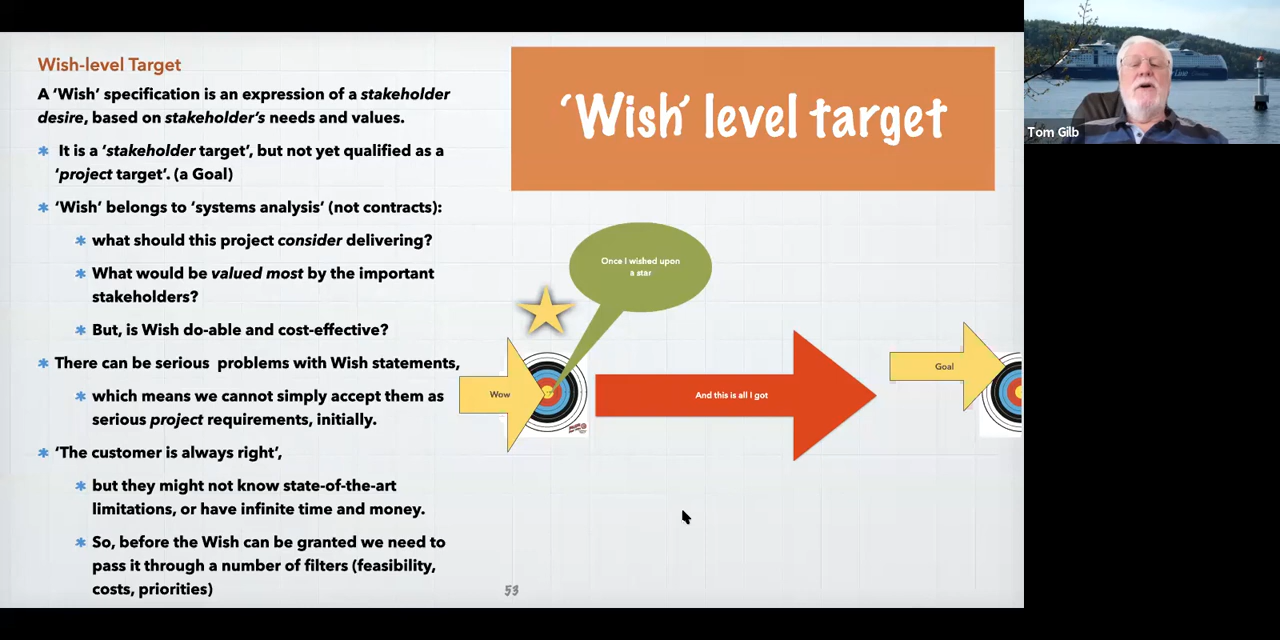 Wish-level Target
A ‘Wish’ specification is an expression of a stakeholder
desire, based on stakeholder’s needs and values.
It is a ‘stakeholder target’, but not yet qualified as a
‘project target’. (a Goal)
‘Wish’ belongs to ‘systems analysis’ (not contracts):
what should this project consider delivering?
What would be valued most by the important
stakeholders?
But, is Wish do-able and cost-effective?
There can be serious problems with Wish statements,
which means we cannot simply accept them as
serious project requirements, initially.
‘The customer is always right’,
but they might not know state-of-the-art
limitations, or have infinite time and money.
So, before the Wish can be granted we need to
pass it through a number of filters (feasibility,
costs, priorities)
‘Wish’ level target
Once I wished upon
a star
Wow
And this is all I got
Goal
53
Tom Gilb
Line